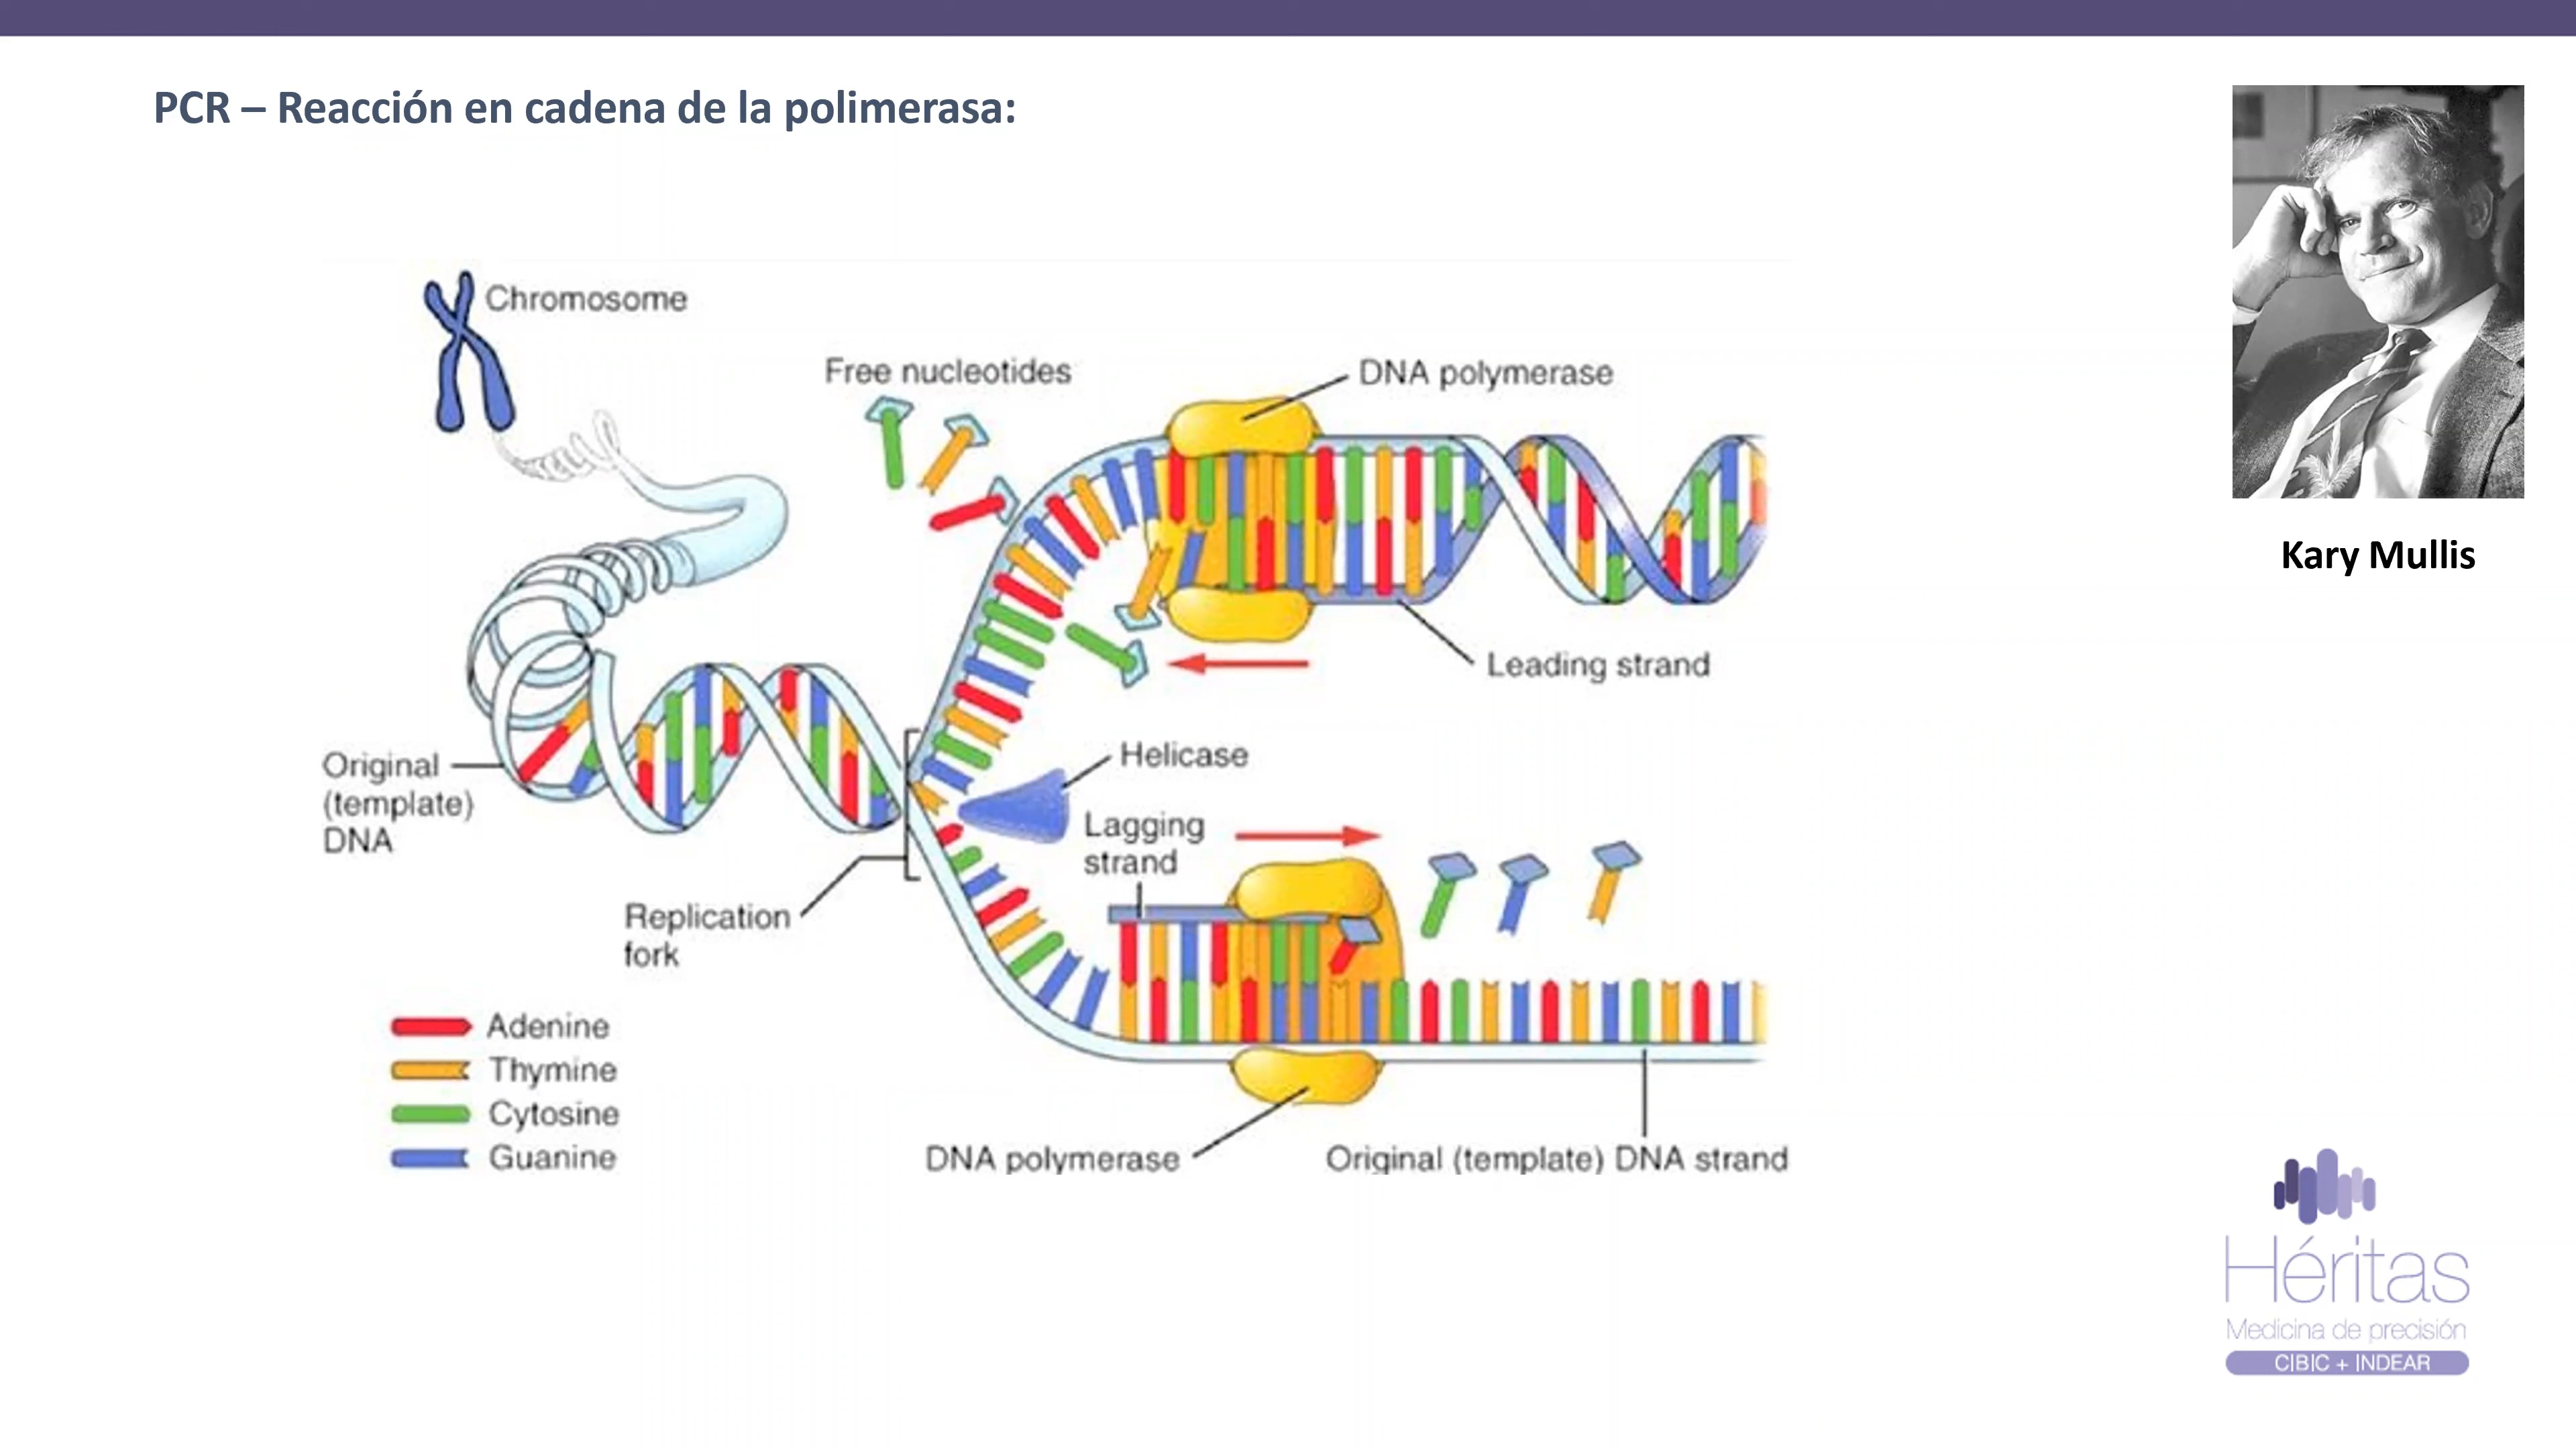 PCR – Reacción en cadena de la polimerasa:
Chromosome
Free nucleotides
DNA polymerase
Kary Mullis
Leading strand
Original
(template)
DNA
Helicase
Lagging
strand
Replication
fork
Adenine
Thymine
Cytosine
Guanine
DNA polymerase
Original (template) DNA strand
Héritas
Medicina de precisión
CIBIC + INDEAR